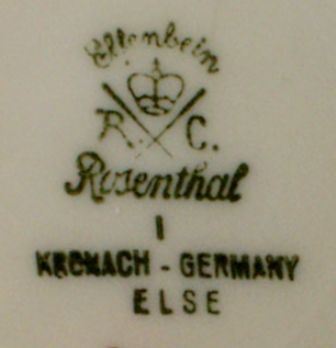 Elfenbein
R. C.
Rosenthal
I
KRONACH - GERMANY
ELSE